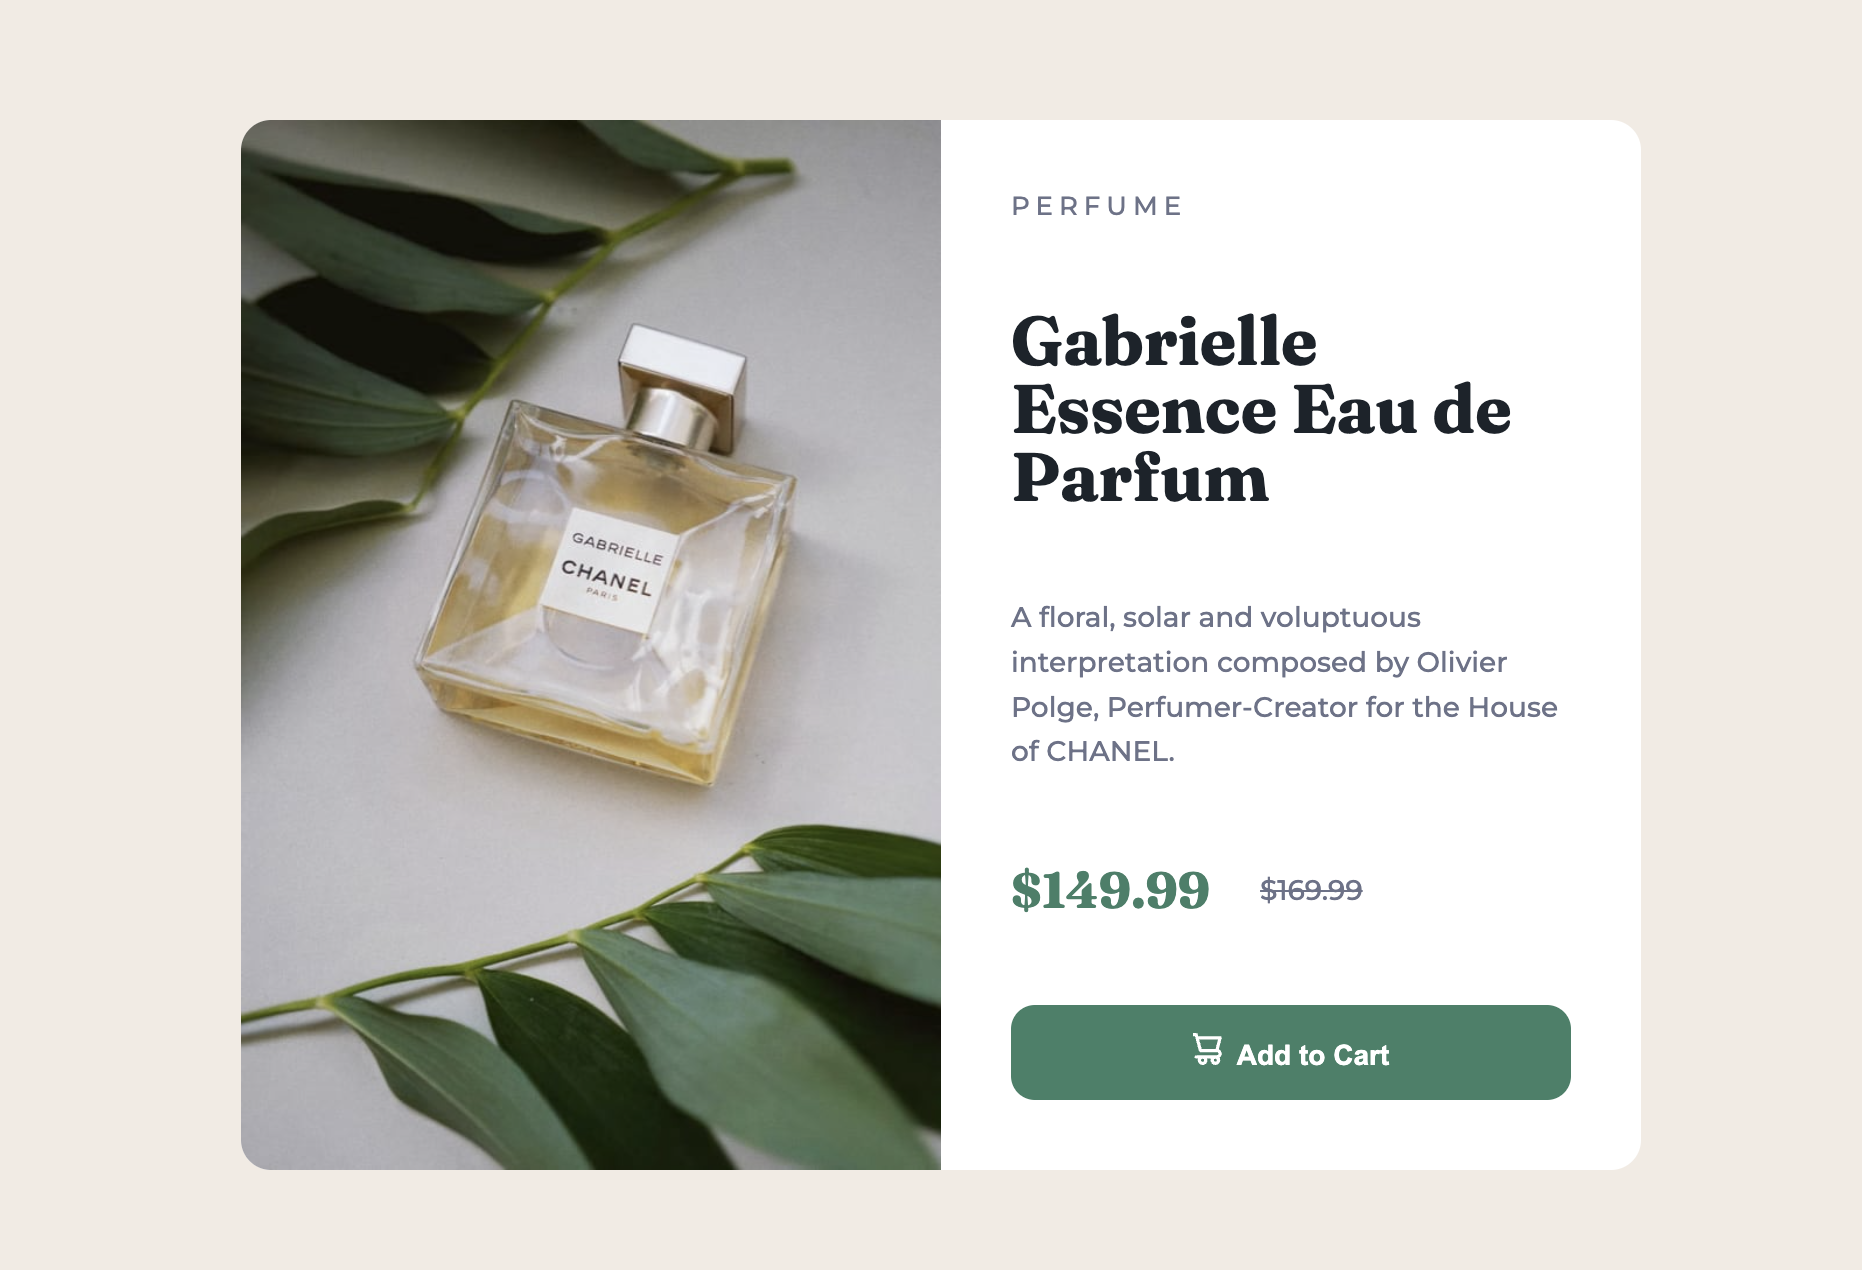 GABRIELLE
CHANEL
PARIS
PERFUME
Gabrielle
Essence Eau de
Parfum
A floral, solar and voluptuous
interpretation composed by Olivier
Polge, Perfumer-Creator for the House
of CHANEL.
$149.99 $169.99
Add to Cart